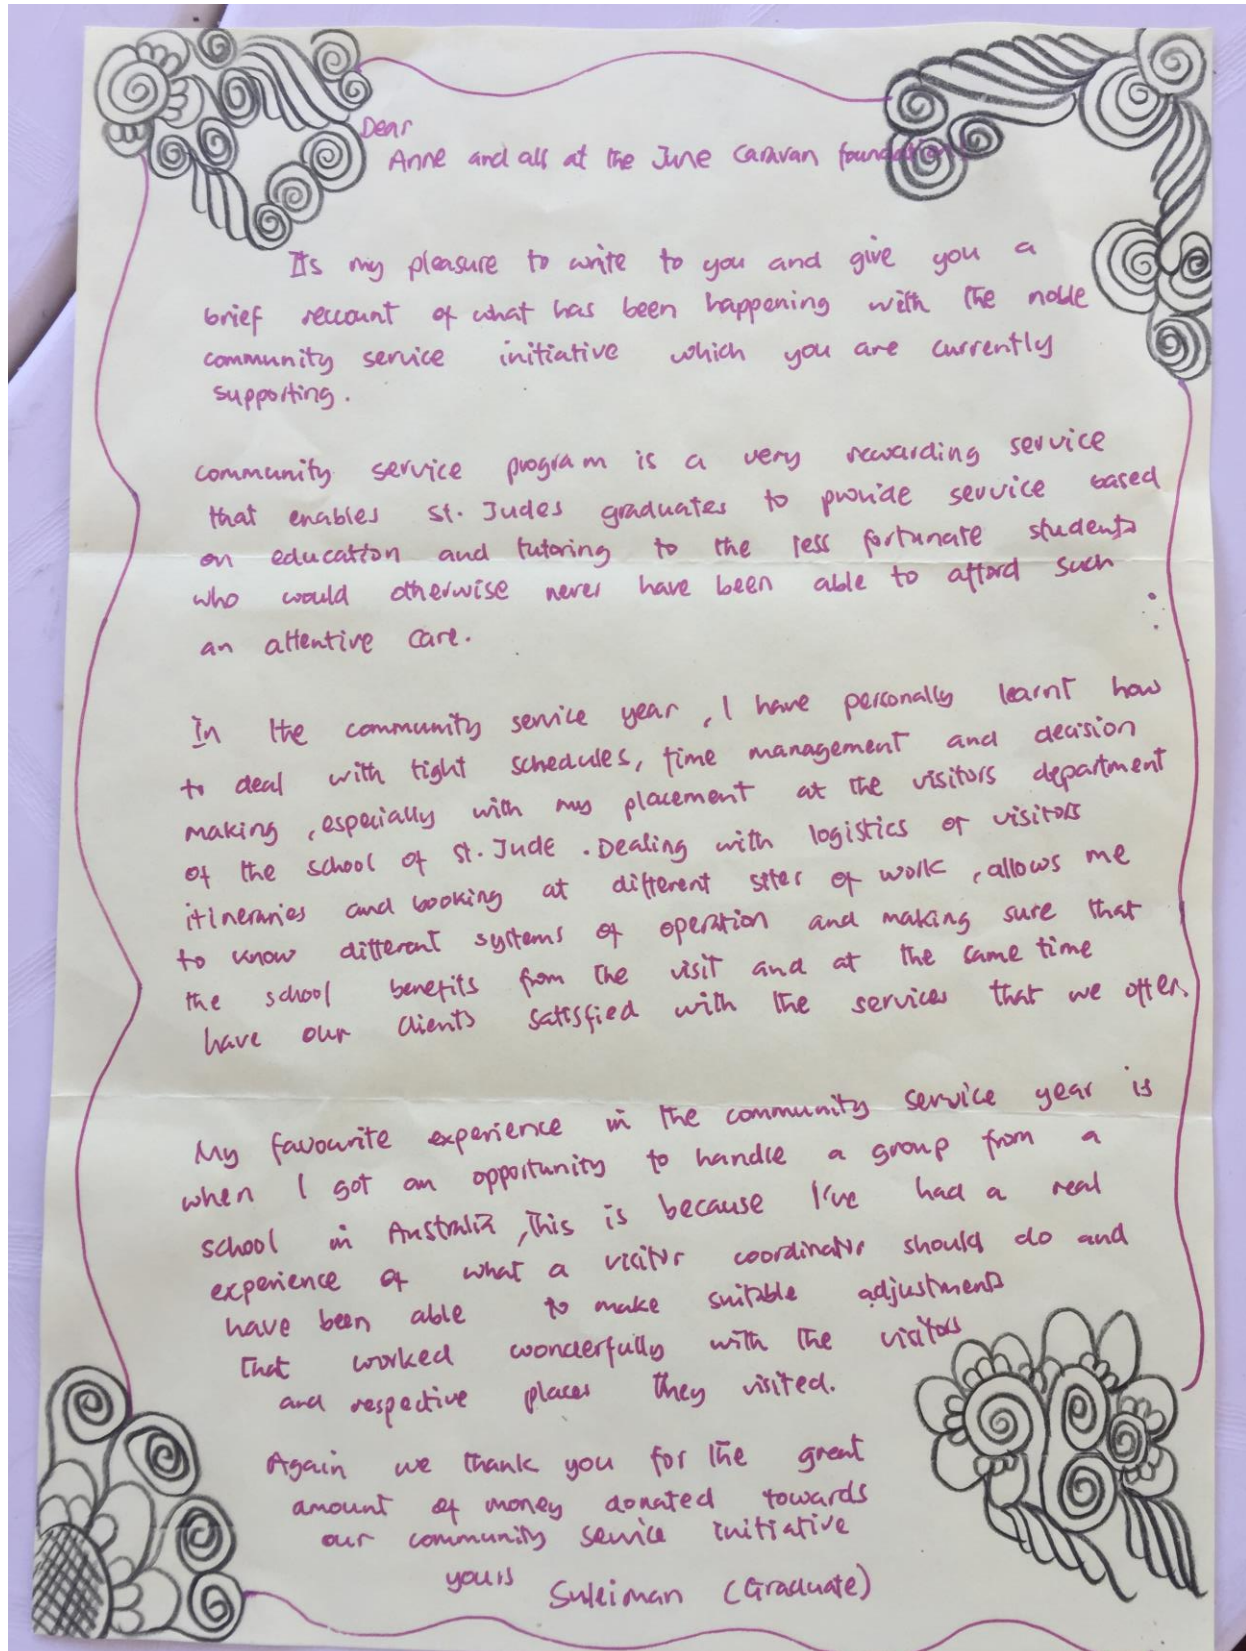 Dear
Anne and all at the June Caravan foundation!
Its my pleasure to write to you and give you a
brief reccount of what has been happening with the noble
community service initiative which you are currently
supporting.
community service program is a very rewarding service
that enables St. Judes graduates to provide service based
on education and tutoring to the less fortunate students
who would otherwise never have been able to afford such
an attentive care.
In the community service year, I have personally learnt how
to deal with tight schedules, time management and decision
making, especially with my placement at the visitors department
of the school of St. Jude. Dealing with logistics of visitors
itineraries and booking at different sites of work, allows me
to know different systems of operation and making sure that
the school benefits from the visit and at the same time
have our clients satisfied with the services that we offer.
My favourite experience in the community service year is
when I got an opportunity to handle a group from a
school in Australia, This is because I've had a real
experience of what a visitor coordinator should do and
have been able to make suitable adjustments
that worked wonderfully with the visitors
and respective places they visited.
Again we thank you for the great
amount of money donated towards
our community service initiative
yours
Suleiman (Graduate)